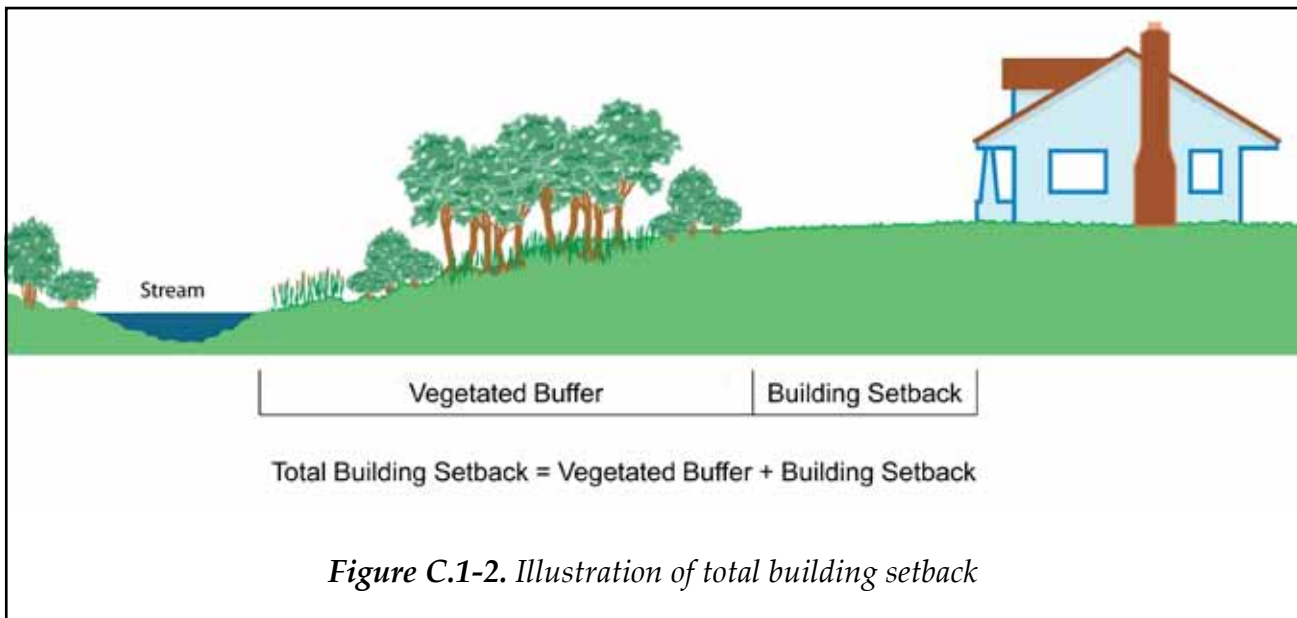 Stream
Vegetated Buffer
Building Setback
Total Building Setback = Vegetated Buffer + Building Setback
Figure C.1-2. Illustration of total building setback